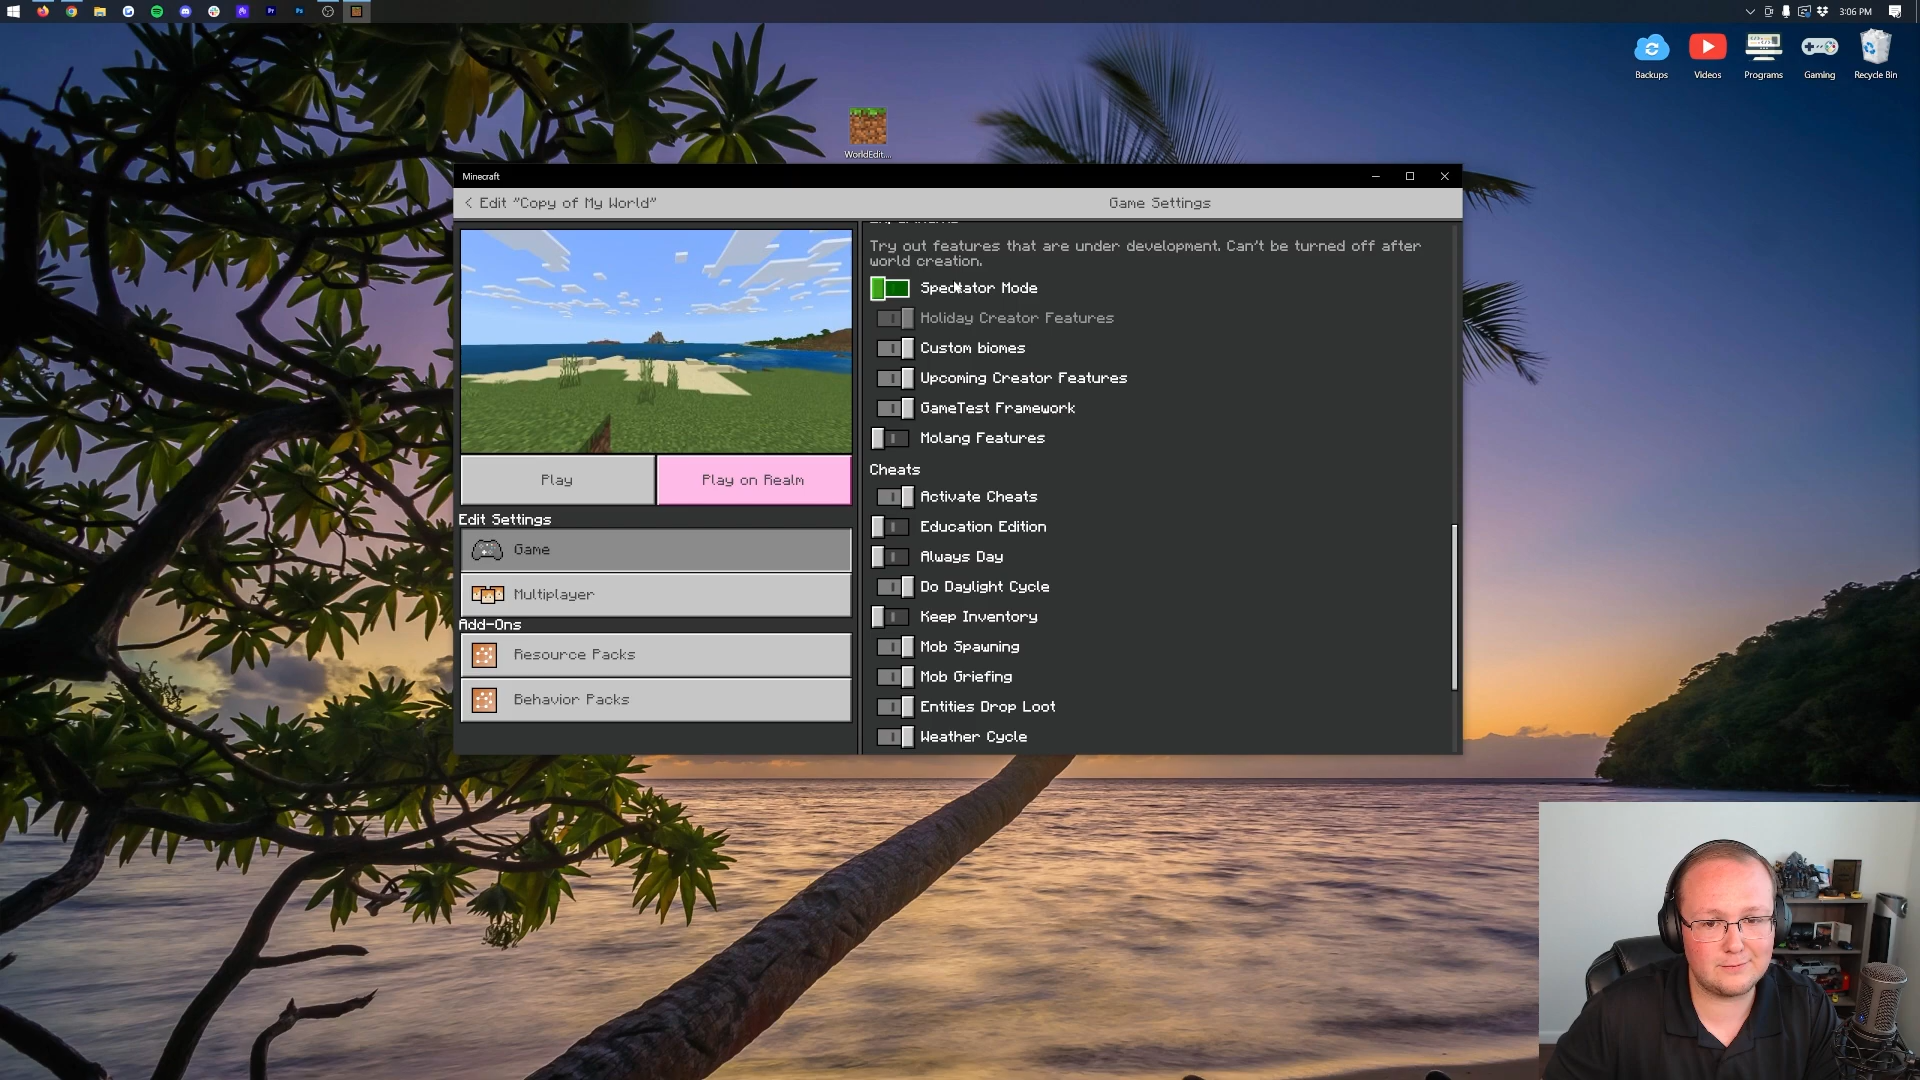 3:06 PM
Backups
Videos
Programs
Gaming
Recycle Bin
WorldEdit...
Minecraft
Edit "Copy of My World"
Game Settings
Try out features that are under development. Can't be turned off after
world creation.
Spectator Mode
Holiday Creator Features
Custom biomes
Upcoming Creator Features
GameTest Framework
Molang Features
Play
Play on Realm
Cheats
Activate Cheats
Education Edition
Always Day
Do Daylight Cycle
Keep Inventory
Mob Spawning
Mob Griefing
Entities Drop Loot
Weather Cycle
Edit Settings
Game
Multiplayer
Add-Ons
Resource Packs
Behavior Packs